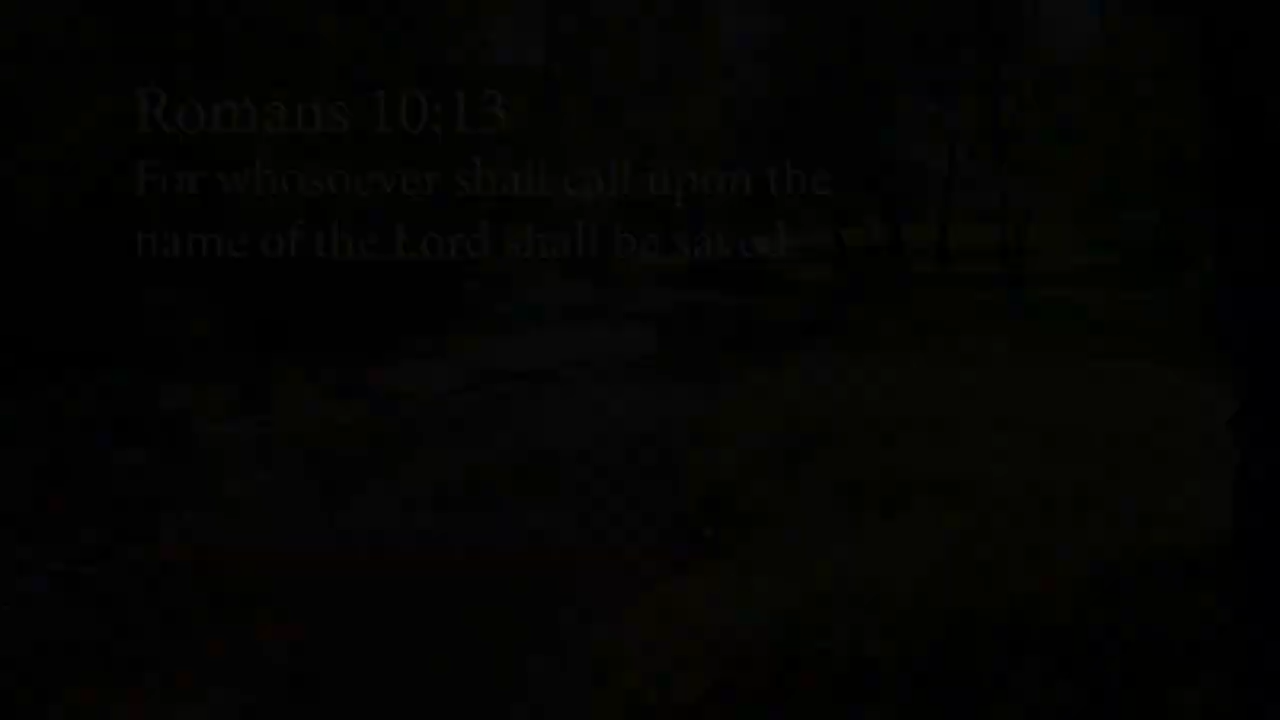 Romans 10:13
For whosoever shall call upon the
name of the Lord shall be saved